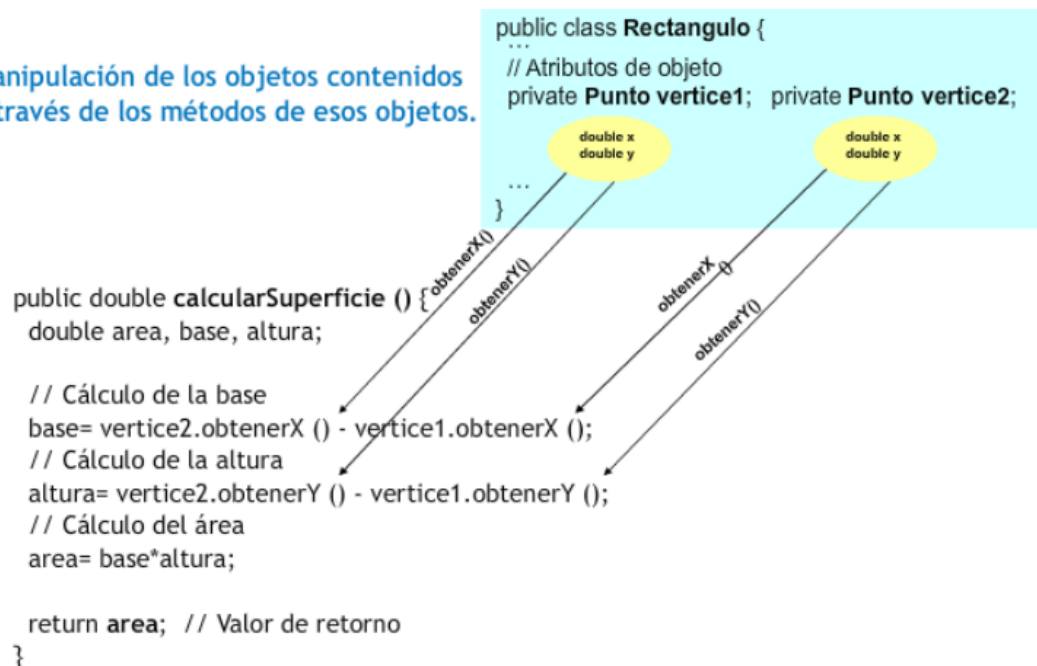 anipulación de los objetos contenidos
través de los métodos de esos objetos.
public class Rectangulo {
...
// Atributos de objeto
private Punto vertice1;   private Punto vertice2;
double x
double y
double x
double y
...
}
obtenerX()
obtenerY()
obtenerX
()
obtenerY()
public double calcularSuperficie () {
double area, base, altura;
// Cálculo de la base
base= vertice2.obtenerX () - vertice1.obtenerX ();
// Cálculo de la altura
altura= vertice2.obtenerY () - vertice1.obtenerY ();
// Cálculo del área
area= base*altura;
return area;  // Valor de retorno
}